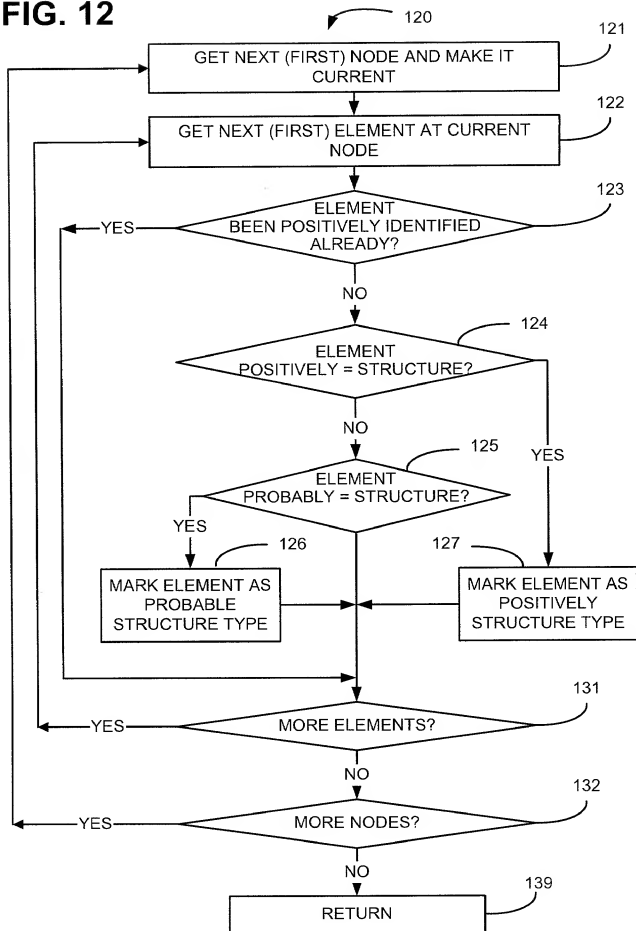 FIG. 12
120
GET NEXT (FIRST) NODE AND MAKE IT
CURRENT
121
GET NEXT (FIRST) ELEMENT AT CURRENT
NODE
122
ELEMENT
BEEN POSITIVELY IDENTIFIED
ALREADY?
123
YES
NO
ELEMENT
POSITIVELY = STRUCTURE?
124
NO
YES
ELEMENT
PROBABLY = STRUCTURE?
125
YES
126
127
MARK ELEMENT AS
PROBABLE
STRUCTURE TYPE
MARK ELEMENT AS
POSITIVELY
STRUCTURE TYPE
MORE ELEMENTS?
131
YES
NO
MORE NODES?
132
YES
NO
RETURN
139